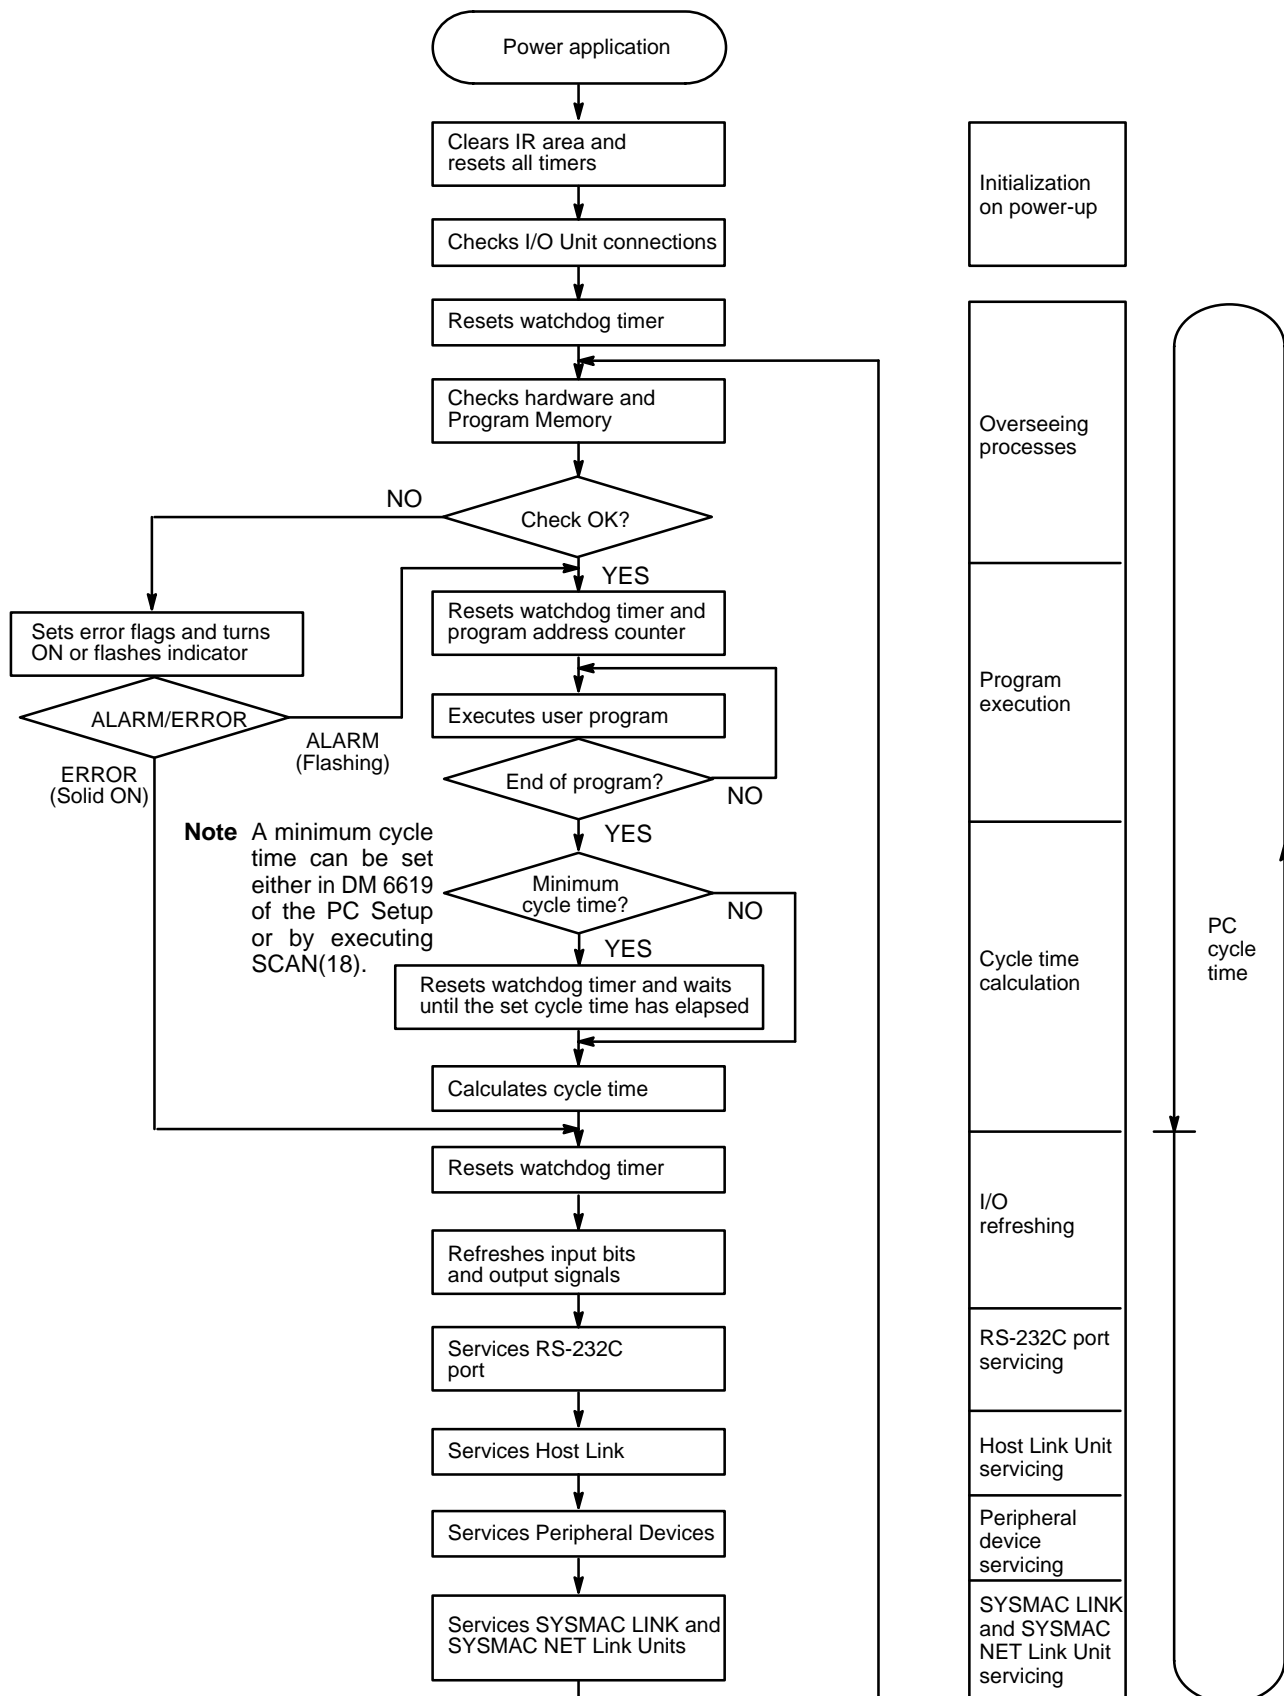 Power application
Clears IR area and
resets all timers
Checks I/O Unit connections
Resets watchdog timer
Checks hardware and
Program Memory
Check OK?
NO
YES
Sets error flags and turns
ON or flashes indicator
ALARM/ERROR
ALARM
(Flashing)
ERROR
(Solid ON)
Resets watchdog timer and
program address counter
Executes user program
End of program?
NO
YES
Note A minimum cycle
time can be set
either in DM 6619
of the PC Setup
or by executing
SCAN(18).
Minimum
cycle time?
NO
YES
Resets watchdog timer and waits
until the set cycle time has elapsed
Calculates cycle time
Resets watchdog timer
Refreshes input bits
and output signals
Services RS-232C
port
Services Host Link
Services Peripheral Devices
Services SYSMAC LINK and
SYSMAC NET Link Units
Initialization
on power-up
Overseeing
processes
Program
execution
Cycle time
calculation
I/O
refreshing
RS-232C port
servicing
Host Link Unit
servicing
Peripheral
device
servicing
SYSMAC LINK
and SYSMAC
NET Link Unit
servicing
PC
cycle
time